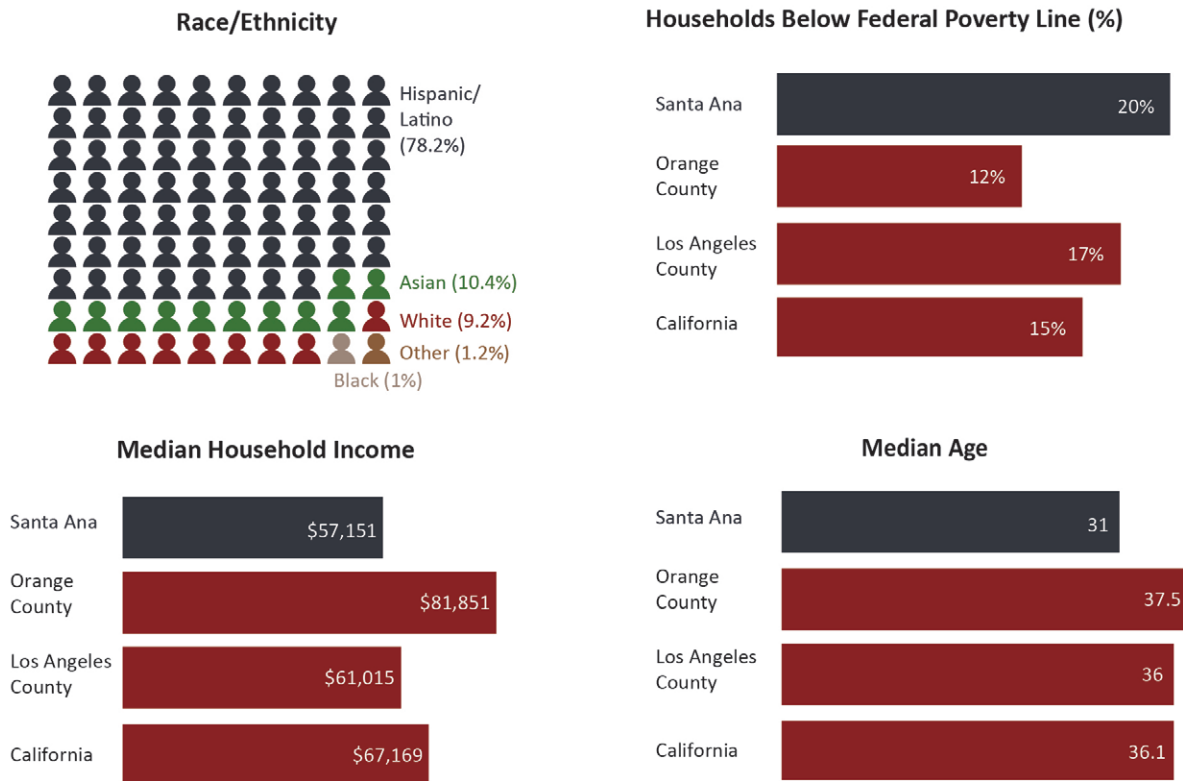 Race/Ethnicity
Hispanic/
Latino
(78.2%)
Asian (10.4%)
White (9.2%)
Other (1.2%)
Black (1%)
Households Below Federal Poverty Line (%)
Santa Ana
20%
Orange
County
12%
Los Angeles
County
17%
California
15%
Median Household Income
Santa Ana
$57,151
Orange
County
$81,851
Los Angeles
County
$61,015
California
$67,169
Median Age
Santa Ana
31
Orange
County
37.5
Los Angeles
County
36
California
36.1